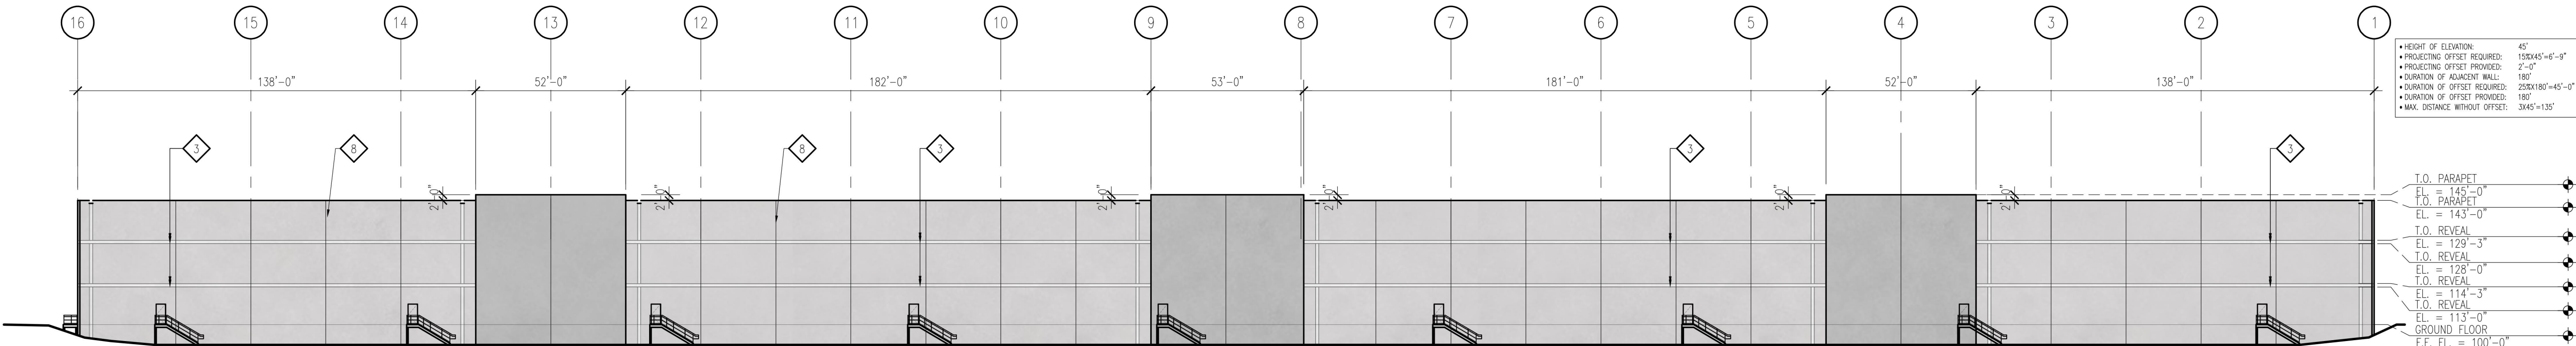 16 15 14 13 12 11 10 9 8 7 6 5 4 3 2 1
• HEIGHT OF ELEVATION: 45'
• PROJECTING OFFSET REQUIRED: 15%X45'=6'-9"
• PROJECTING OFFSET PROVIDED: 2'-0"
• DURATION OF ADJACENT WALL: 180'
• DURATION OF OFFSET REQUIRED: 25%X180'=45'-0"
• DURATION OF OFFSET PROVIDED: 180'
• MAX. DISTANCE WITHOUT OFFSET: 3X45'=135'
138'-0" 52'-0" 182'-0" 53'-0" 181'-0" 52'-0" 138'-0"
3 8 8 3 3 3
2'-0" 2'-0" 2'-0" 2'-0" 2'-0" 2'-0"
T.O. PARAPET
EL. = 145'-0"
T.O. PARAPET
EL. = 143'-0"
T.O. REVEAL
EL. = 129'-3"
T.O. REVEAL
EL. = 128'-0"
T.O. REVEAL
EL. = 114'-3"
T.O. REVEAL
EL. = 113'-0"
GROUND FLOOR
F.F. EL. = 100'-0"